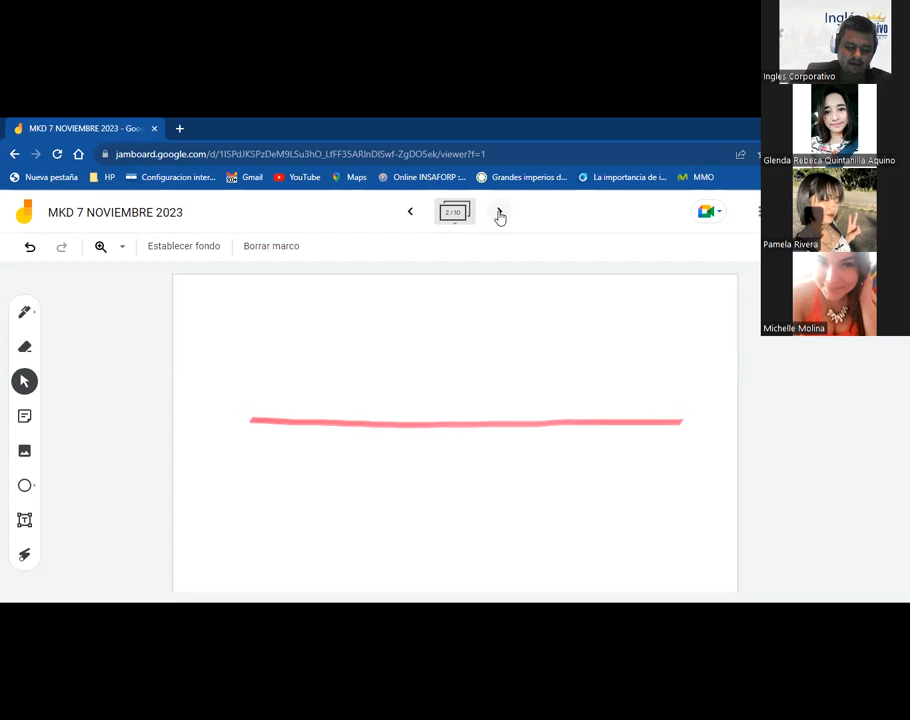 Inglés Corporativo
Glenda Rebeca Quintanilla Aquino
Pamela Rivera
Michelle Molina
MKD 7 NOVIEMBRE 2023 - Goo
jamboard.google.com/d/
/viewer?f=1
Nueva pestaña
HP
Configuracion inter...
Gmail
YouTube
Maps
Online INSAFORP :...
Grandes imperios d...
La importancia de i...
MMO
MKD 7 NOVIEMBRE 2023
2 / 10
Establecer fondo
Borrar marco